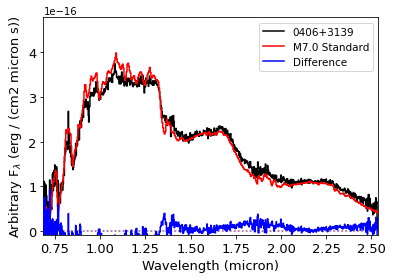 1e−16
0406+3139
M7.0 Standard
Difference
Arbitrary Fλ (erg / (cm2 micron s))
4
3
2
1
0
0.75 1.00 1.25 1.50 1.75 2.00 2.25 2.50
Wavelength (micron)